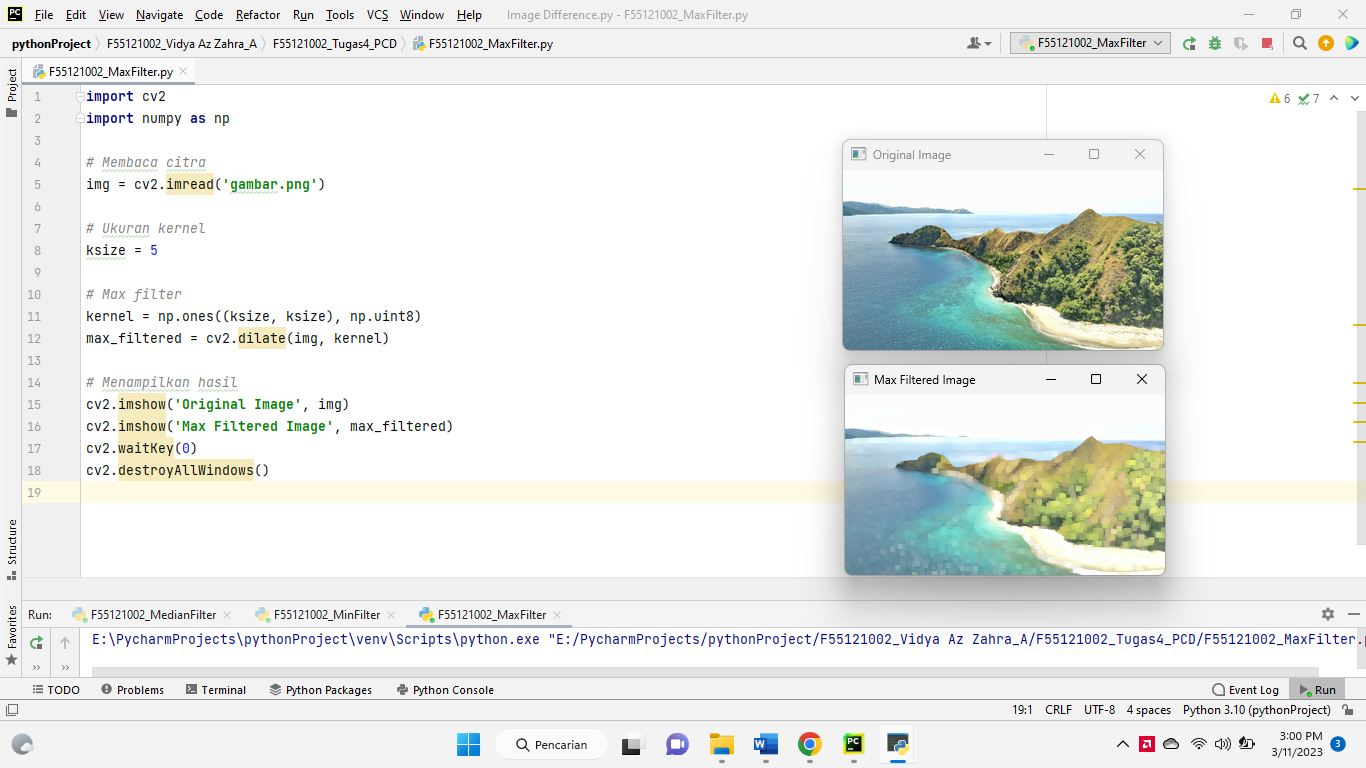 File Edit View Navigate Code Refactor Run Tools VCS Window Help Image Difference.py - F55121002_MaxFilter.py
pythonProject F55121002_Vidya Az Zahra_A F55121002_Tugas4_PCD F55121002_MaxFilter.py F55121002_MaxFilter
Project
F55121002_MaxFilter.py
6 7
1 import cv2
2 import numpy as np
3
4 # Membaca citra
5 img = cv2.imread('gambar.png')
6
7 # Ukuran kernel
8 ksize = 5
9
10 # Max filter
11 kernel = np.ones((ksize, ksize), np.uint8)
12 max_filtered = cv2.dilate(img, kernel)
13
14 # Menampilkan hasil
15 cv2.imshow('Original Image', img)
16 cv2.imshow('Max Filtered Image', max_filtered)
17 cv2.waitKey(0)
18 cv2.destroyAllWindows()
19
Original Image
Max Filtered Image
Structure
Favorites
Run: F55121002_MedianFilter F55121002_MinFilter F55121002_MaxFilter
E:\PycharmProjects\pythonProject\venv\Scripts\python.exe "E:/PycharmProjects/pythonProject/F55121002_Vidya Az Zahra_A/F55121002_Tugas4_PCD/F55121002_MaxFilter.p
TODO Problems Terminal Python Packages Python Console Event Log Run
19:1 CRLF UTF-8 4 spaces Python 3.10 (pythonProject)
Pencarian
3:00 PM
3/11/2023 3